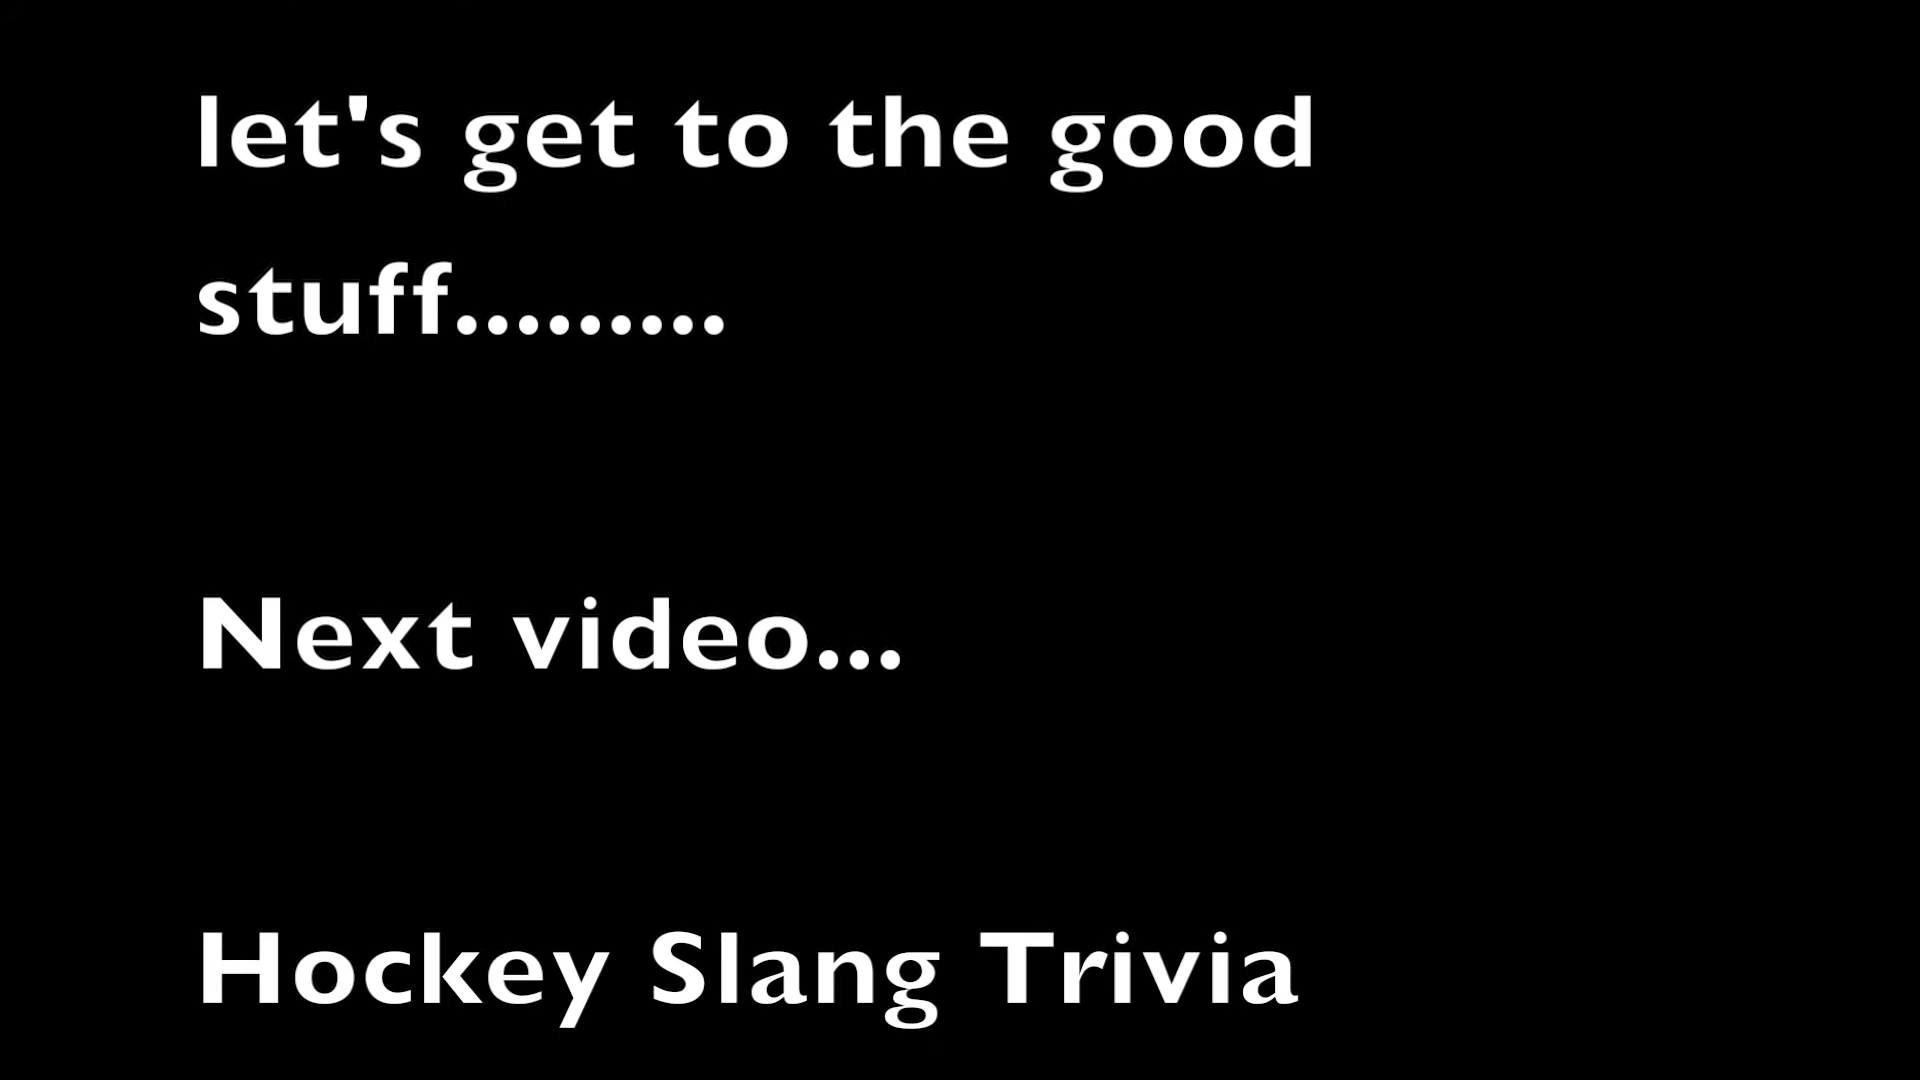 let's get to the good
stuff.........
Next video...
Hockey Slang Trivia